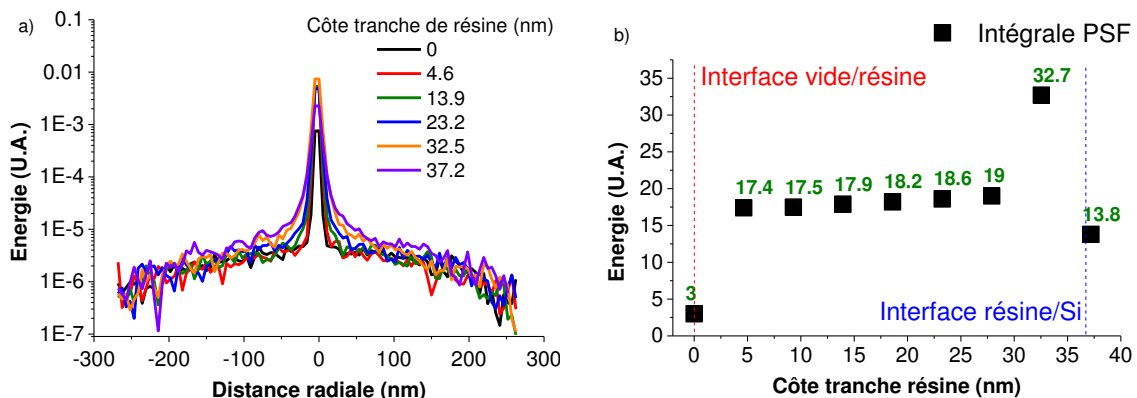 a)
Côte tranche de résine (nm)
0
4.6
13.9
23.2
32.5
37.2
0.1
0.01
1E-3
1E-4
1E-5
1E-6
1E-7
Energie (U.A.)
-300 -200 -100 0 100 200 300
Distance radiale (nm)
b)
Intégrale PSF
Interface vide/résine
32.7
17.4 17.5 17.9 18.2 18.6 19
13.8
3
Interface résine/Si
35
30
25
20
15
10
5
0
Energie (U.A.)
0 5 10 15 20 25 30 35 40
Côte tranche résine (nm)